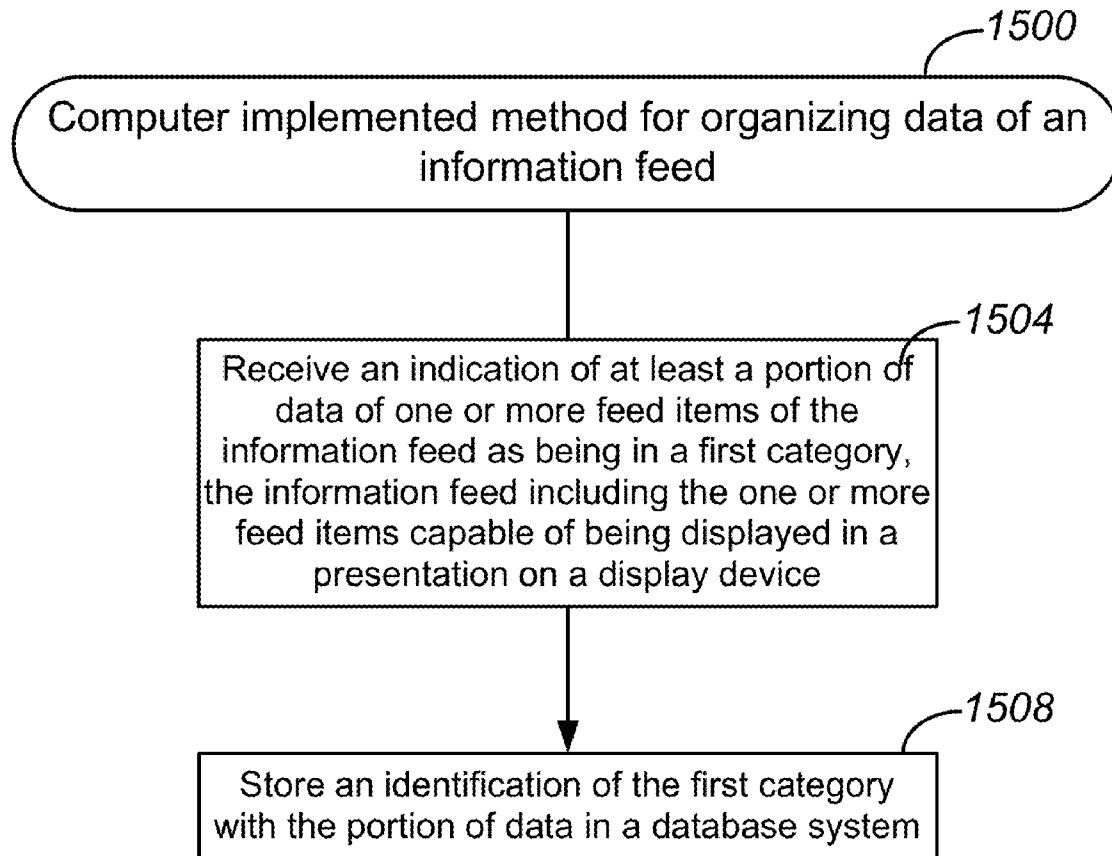 1500
Computer implemented method for organizing data of an
information feed
1504
Receive an indication of at least a portion of
data of one or more feed items of the
information feed as being in a first category,
the information feed including the one or more
feed items capable of being displayed in a
presentation on a display device
1508
Store an identification of the first category
with the portion of data in a database system